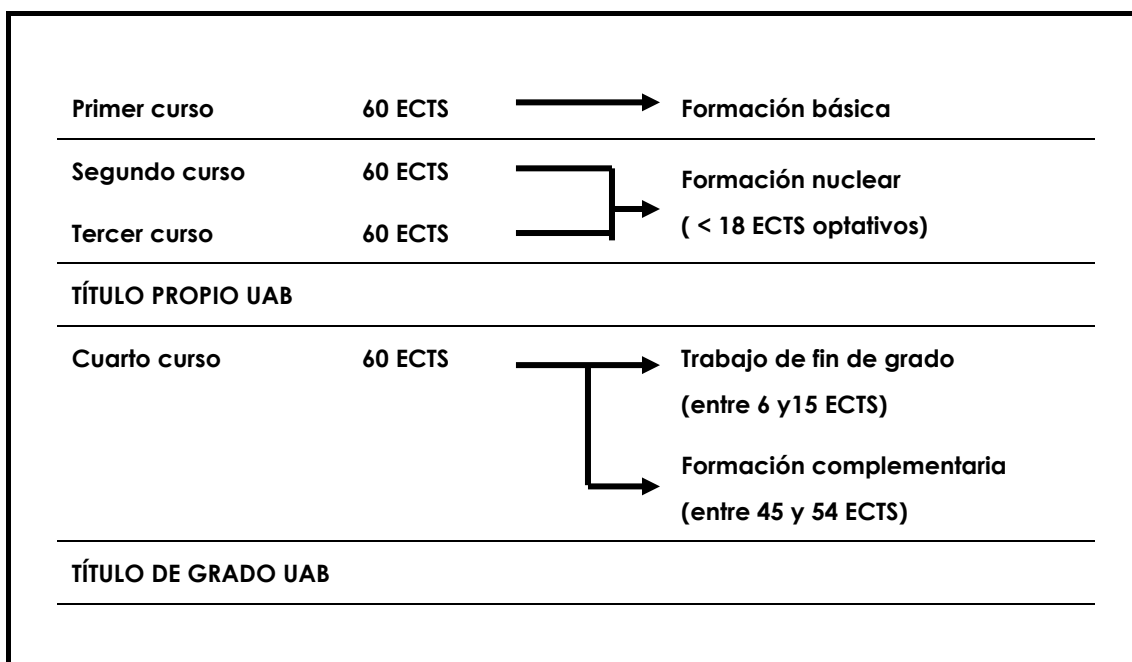 Primer curso 60 ECTS Formación básica
Segundo curso 60 ECTS
Formación nuclear
( < 18 ECTS optativos)
Tercer curso 60 ECTS
TÍTULO PROPIO UAB
Cuarto curso 60 ECTS Trabajo de fin de grado
(entre 6 y15 ECTS)
Formación complementaria
(entre 45 y 54 ECTS)
TÍTULO DE GRADO UAB